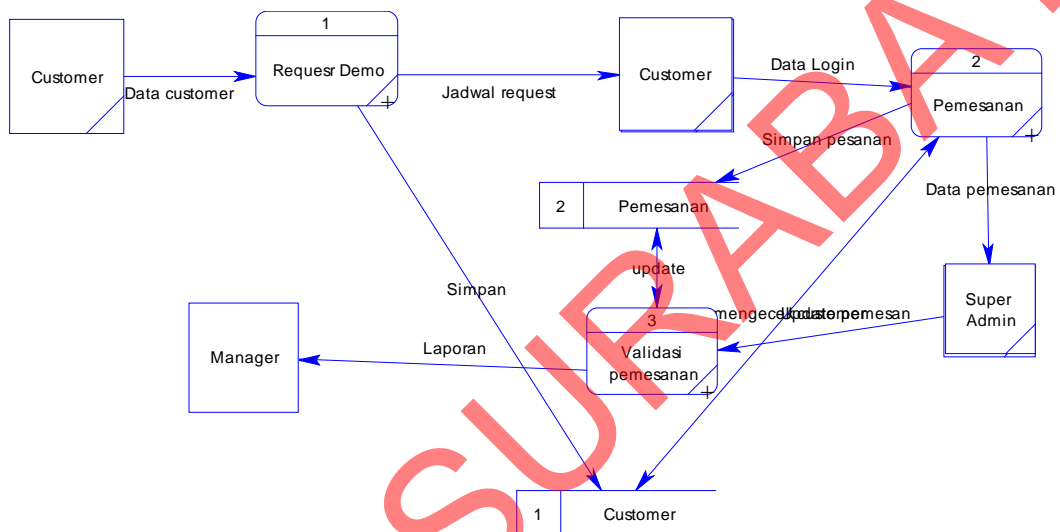 Customer
Data customer
1
Requesr Demo
Jadwal request
Customer
Data Login
2
Pemesanan
Simpan pesanan
2
Pemesanan
Data pemesanan
update
Simpan
Super
Admin
3
Validasi
pemesanan
Laporan
Manager
1
Customer
SURABA